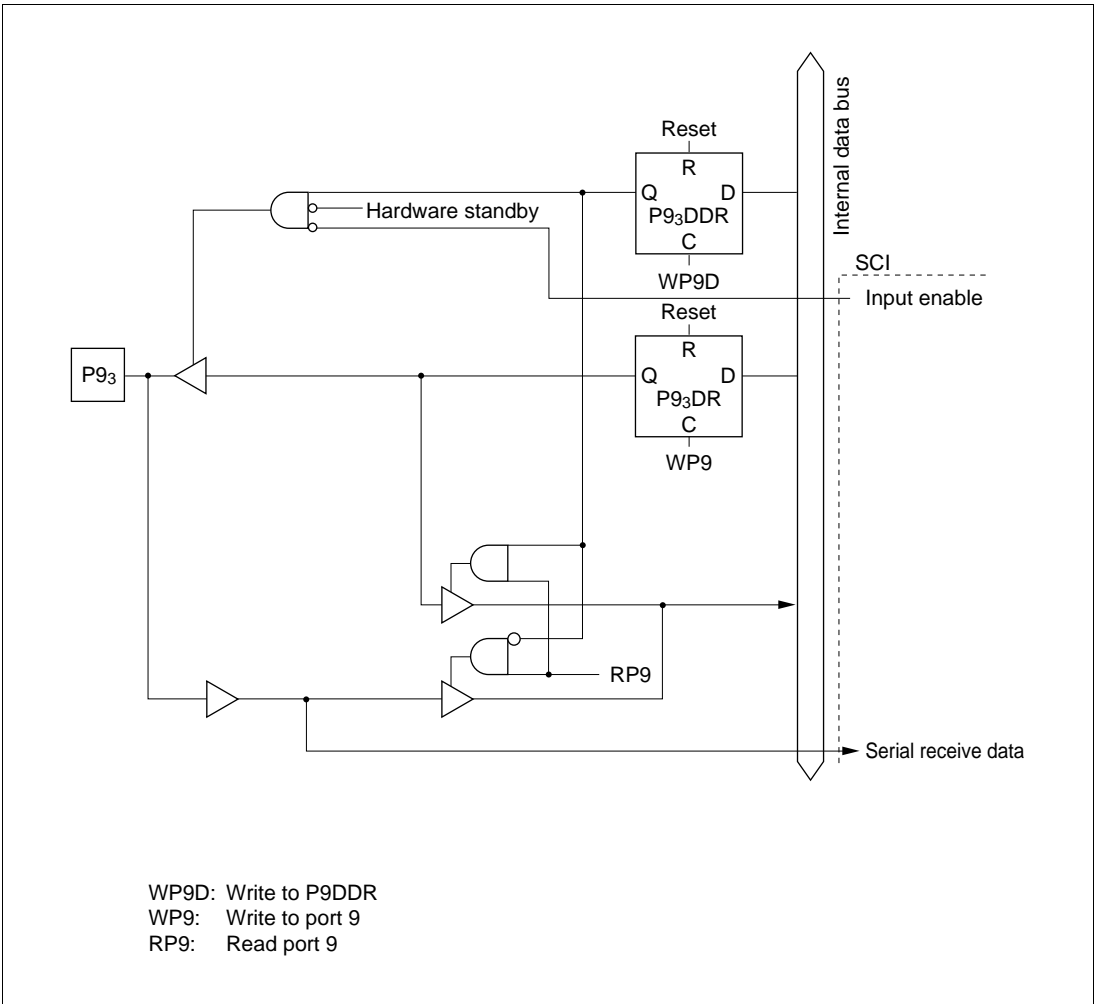 Reset
R
Q D
P93DDR
C
WP9D
Hardware standby
Internal data bus
SCI
Input enable
Reset
R
Q D
P93DR
C
WP9
P93
RP9
Serial receive data
WP9D: Write to P9DDR
WP9: Write to port 9
RP9: Read port 9